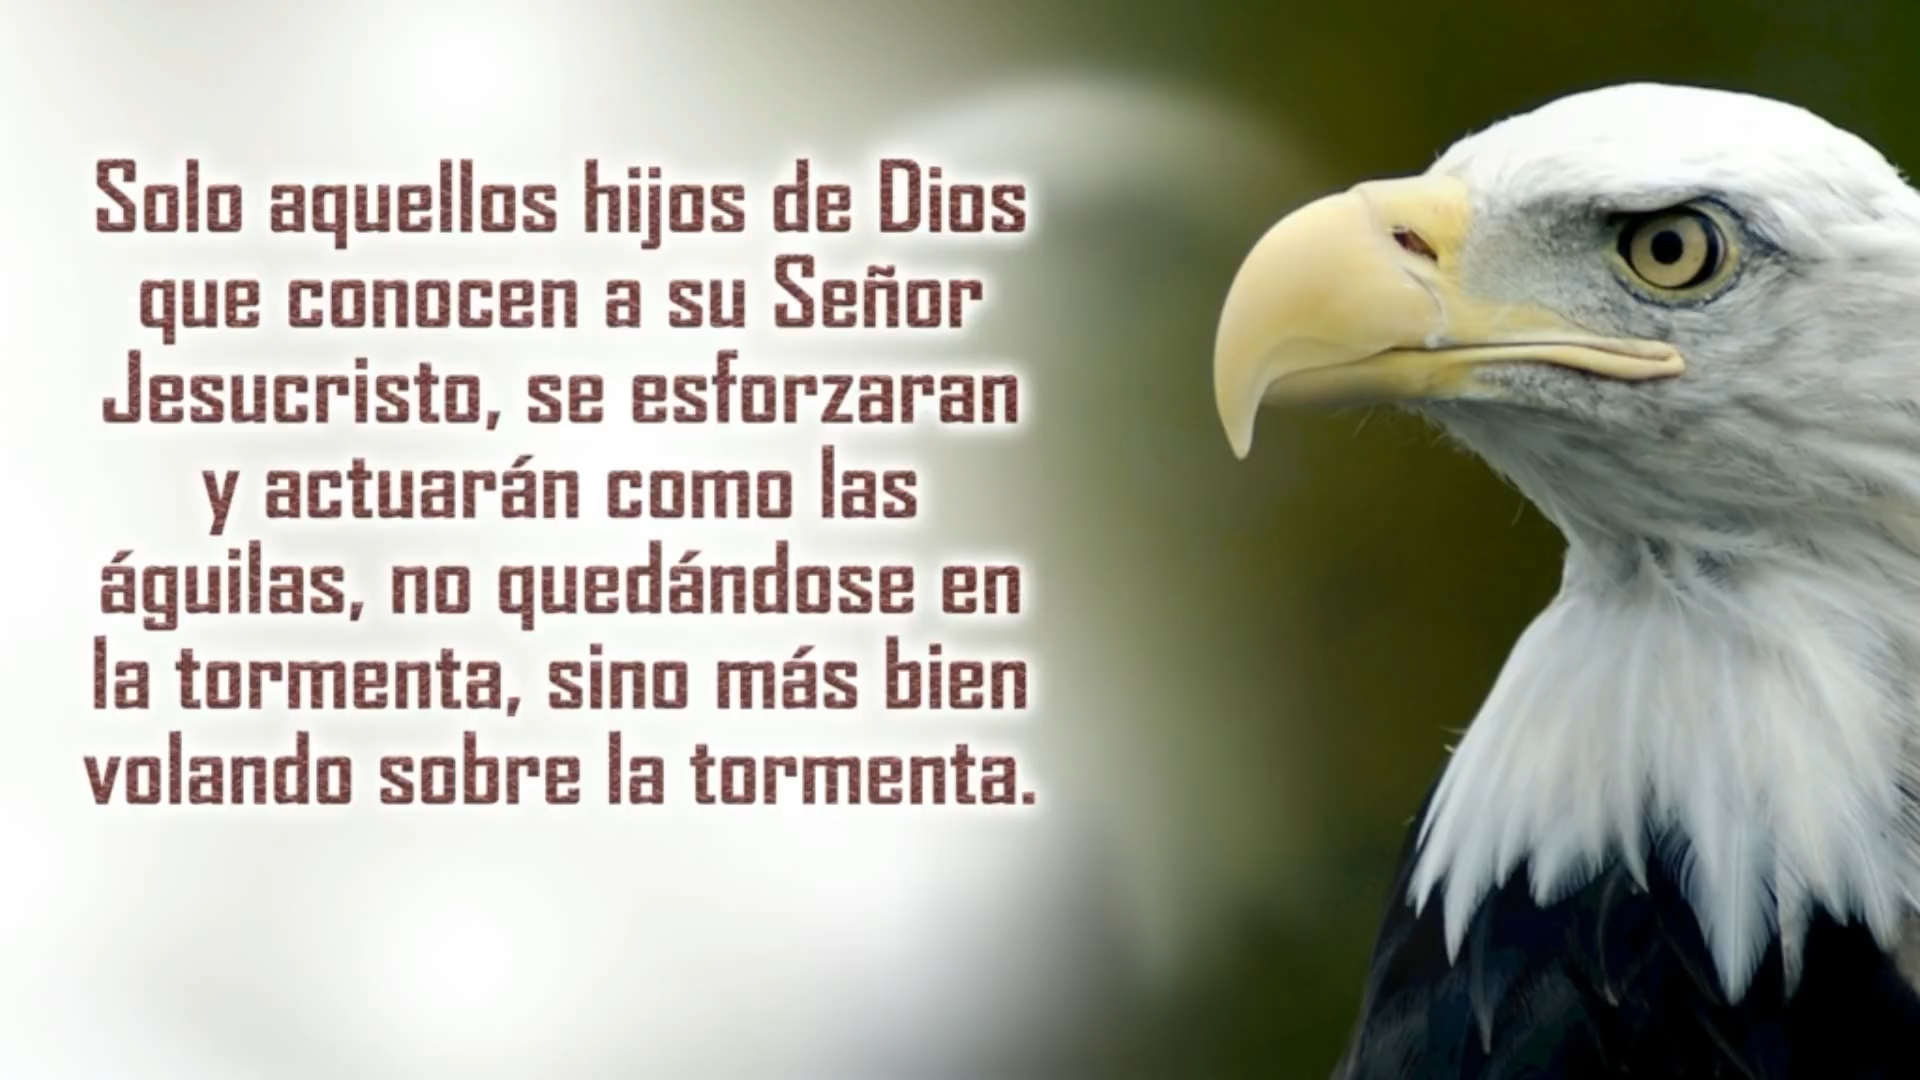 Solo aquellos hijos de Dios
que conocen a su Señor
Jesucristo, se esforzaran
y actuarán como las
águilas, no quedándose en
la tormenta, sino más bien
volando sobre la tormenta.